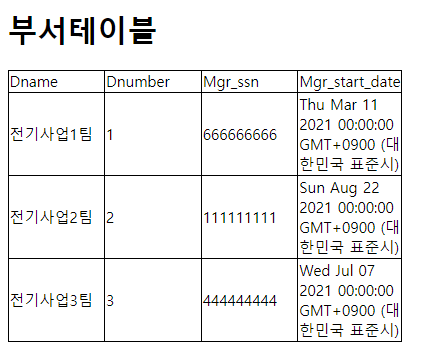 부서테이블
Dname Dnumber Mgr_ssn Mgr_start_date
전기사업1팀 1 666666666 Thu Mar 11
2021 00:00:00
GMT+0900 (대
한민국 표준시)
전기사업2팀 2 111111111 Sun Aug 22
2021 00:00:00
GMT+0900 (대
한민국 표준시)
전기사업3팀 3 444444444 Wed Jul 07
2021 00:00:00
GMT+0900 (대
한민국 표준시)